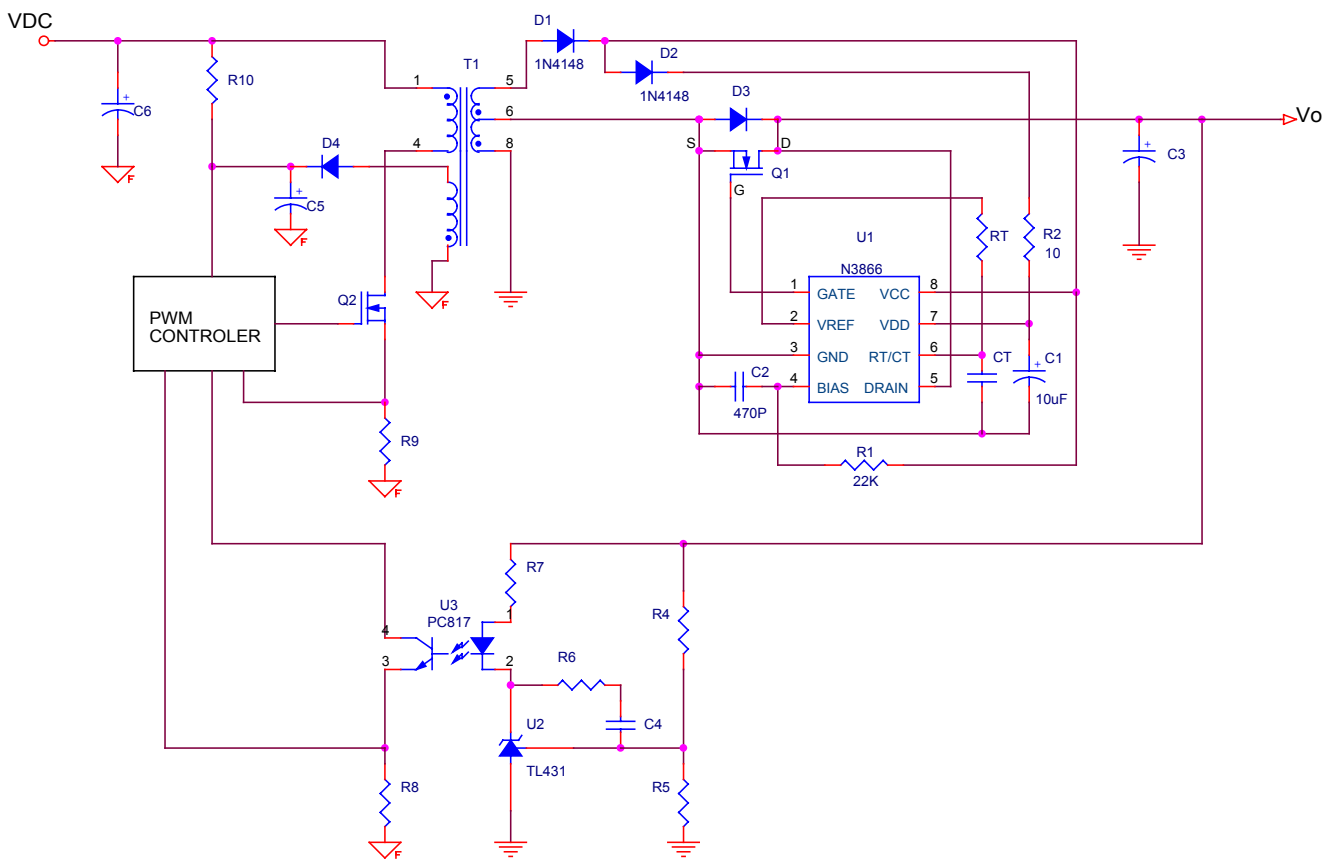 VDC
D1
1N4148
D2
1N4148
T1
R10
1
5
6
4
8
C6
D3
Vo
S
D
G
Q1
C3
D4
C5
F
F
F
RT
R2
10
U1
N3866
1 GATE VCC 8
2 VREF VDD 7
3 GND RT/CT 6
4 BIAS DRAIN 5
Q2
PWM
CONTROLER
C2
470P
CT
C1
10uF
R9
F
R1
22K
R7
U3
PC817
1
4
3
2
R4
R6
C4
U2
TL431
R8
R5
F